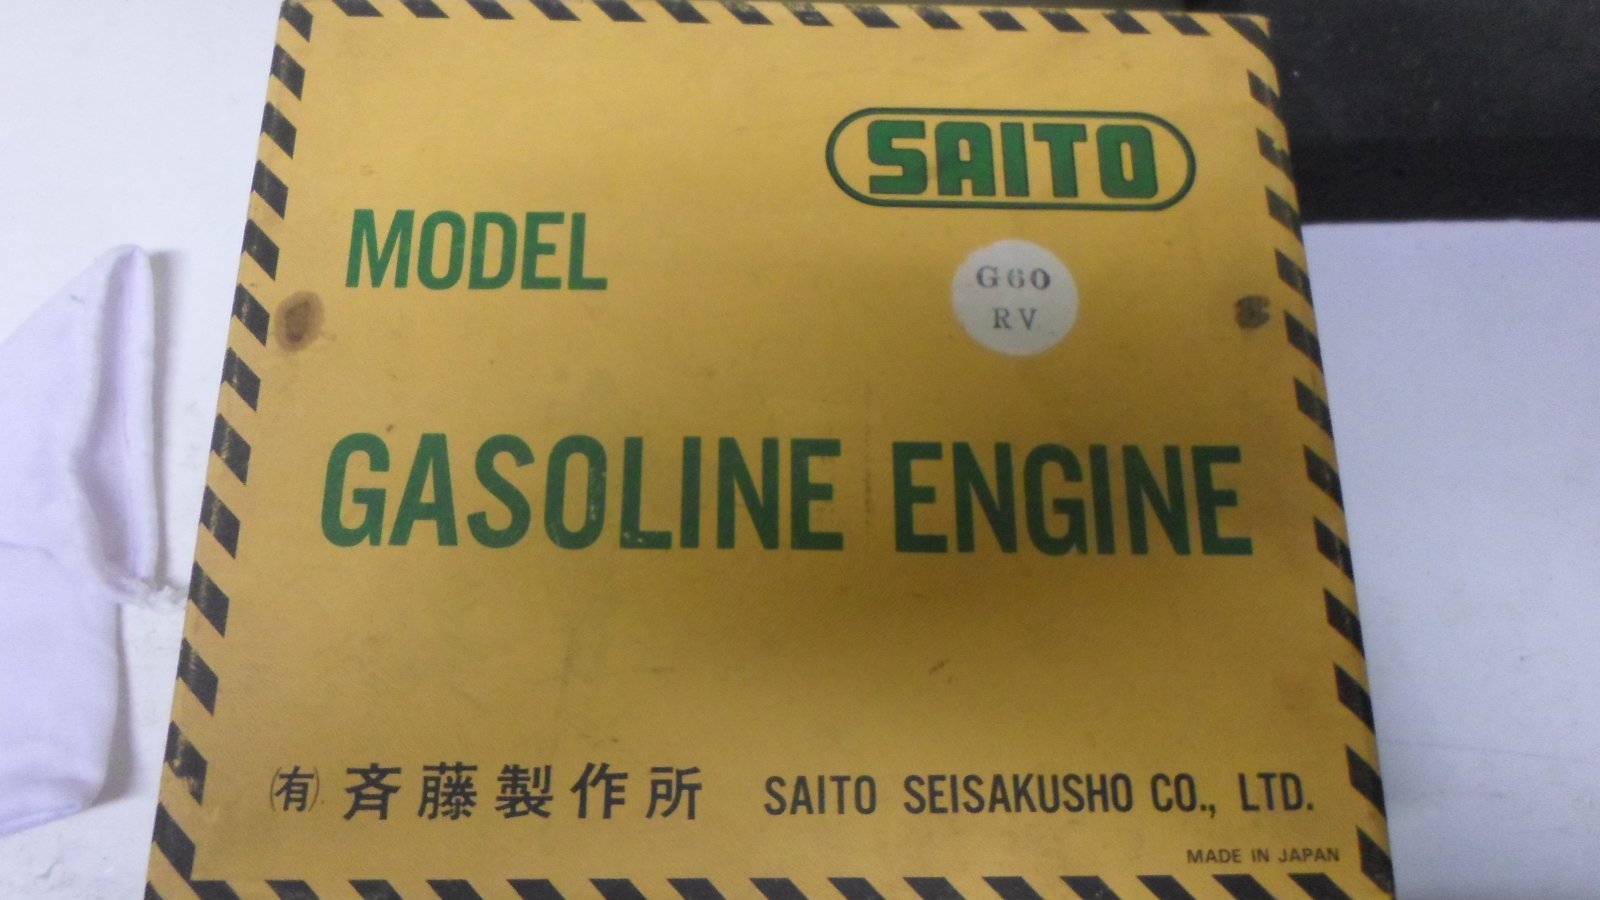 SAITO
MODEL
G60
RV
GASOLINE ENGINE
㈲ 斉藤製作所 SAITO SEISAKUSHO CO., LTD.
MADE IN JAPAN